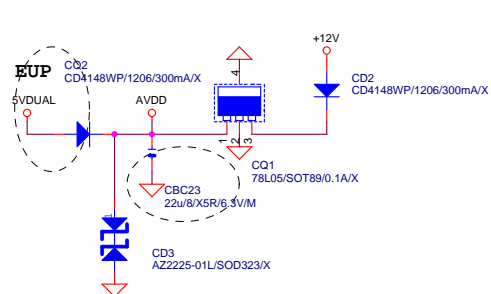 +12V
EUP
CQ2
CD4148WP/1206/300mA/X
5VDUAL
AVDD
4
CD2
CD4148WP/1206/300mA/X
1
2
3
CQ1
78L05/SOT89/0.1A/X
CBC23
22u/8/X5R/6.3V/M
CD3
AZ2225-01L/SOD323/X